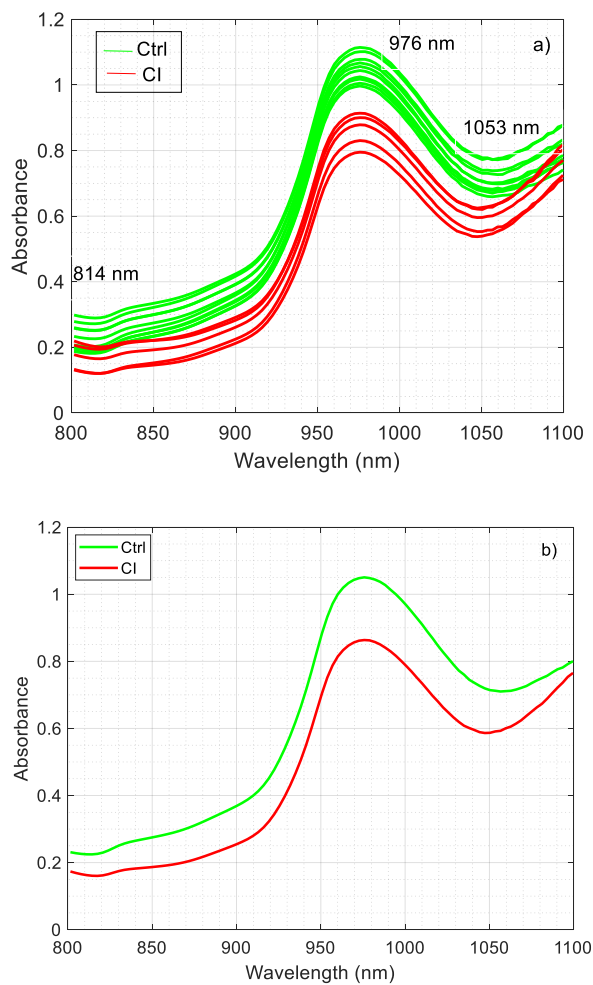 1.2
976 nm
a)
Ctrl
CI
1
1053 nm
0.8
Absorbance
0.6
814 nm
0.4
0.2
0
800 850 900 950 1000 1050 1100
Wavelength (nm)
1.2
b)
Ctrl
CI
1
0.8
Absorbance
0.6
0.4
0.2
0
800 850 900 950 1000 1050 1100
Wavelength (nm)